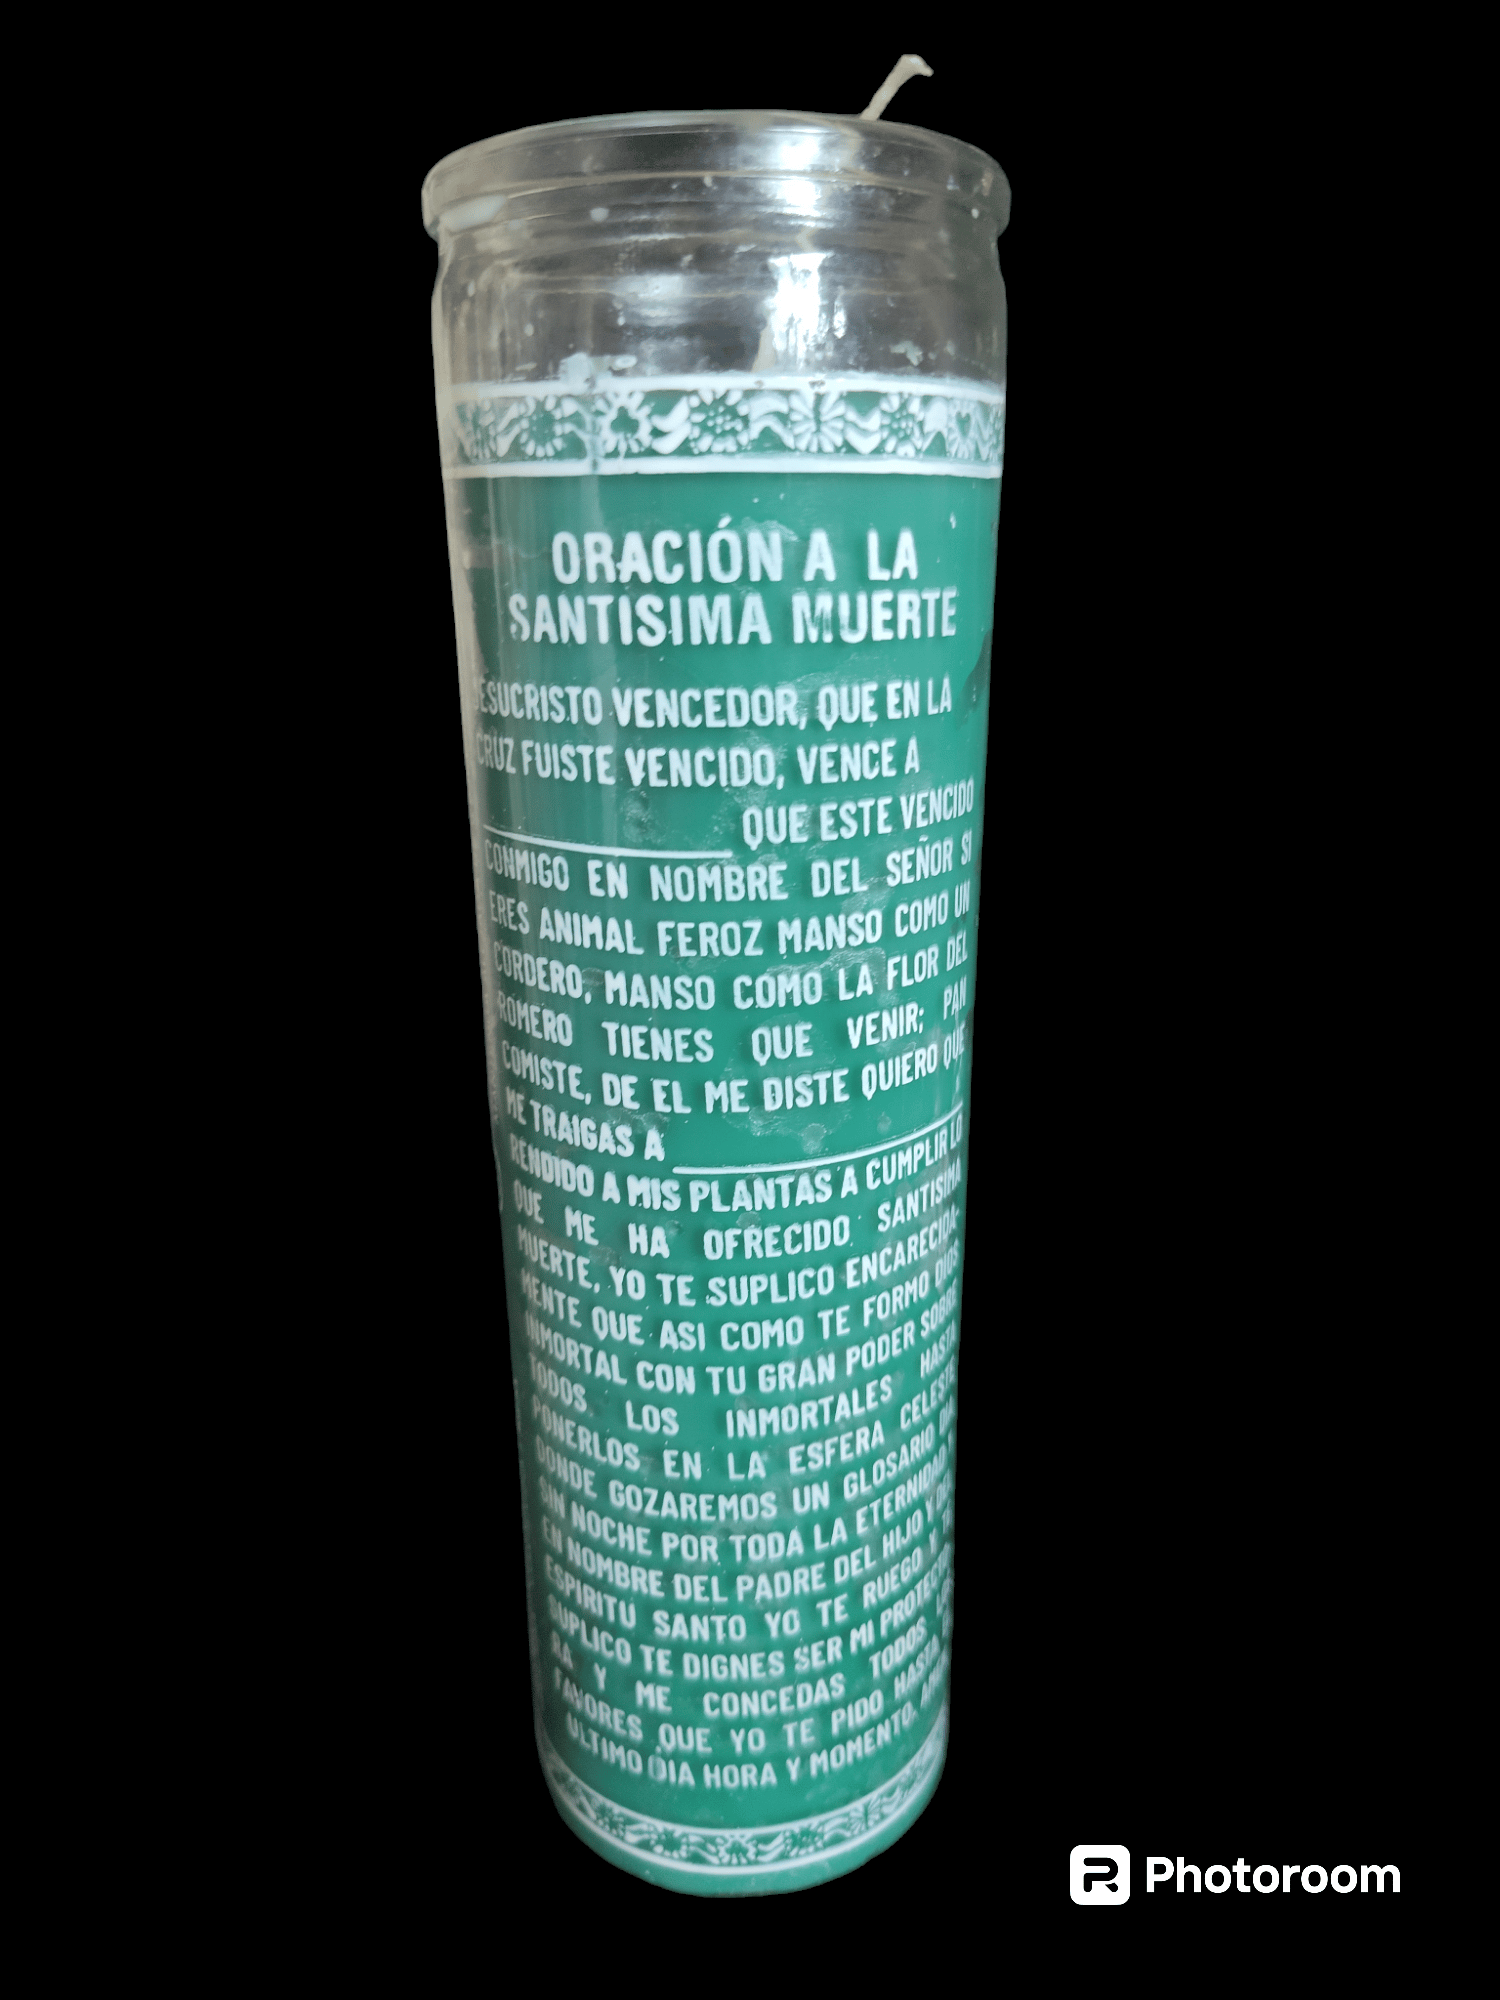 ORACIÓN A LA
SANTISIMA MUERTE
JESUCRISTO VENCEDOR, QUE EN LA
CRUZ FUISTE VENCIDO, VENCE A
____________ QUE ESTE VENCIDO
CONMIGO EN NOMBRE DEL SEÑOR SI
ERES ANIMAL FEROZ MANSO COMO UN
CORDERO, MANSO COMO LA FLOR DEL
ROMERO TIENES QUE VENIR; PAN
COMISTE, DE EL ME DISTE QUIERO QUE
ME TRAIGAS A ____________
RENDIDO A MIS PLANTAS A CUMPLIR LO
QUE ME HA OFRECIDO SANTISIMA
MUERTE, YO TE SUPLICO ENCARECIDA-
MENTE QUE ASI COMO TE FORMO DIOS
INMORTAL CON TU GRAN PODER SOBRE
TODOS LOS INMORTALES HASTA
PONERLOS EN LA ESFERA CELESTE
DONDE GOZAREMOS UN GLOSARIO DIA
SIN NOCHE POR TODA LA ETERNIDAD Y
EN NOMBRE DEL PADRE DEL HIJO Y DEL
ESPIRITU SANTO YO TE RUEGO Y TE
SUPLICO TE DIGNES SER MI PROTECTO
RA Y ME CONCEDAS TODOS LOS
FAVORES QUE YO TE PIDO HASTA
ULTIMO DIA HORA Y MOMENTO, AMEN
Photoroom